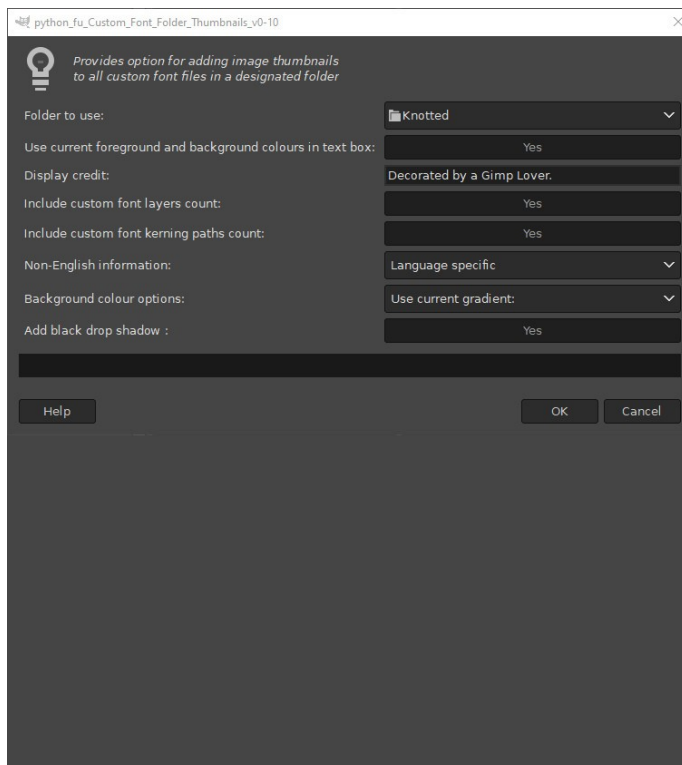 python_fu_Custom_Font_Folder_Thumbnails_v0-10
Provides option for adding image thumbnails
to all custom font files in a designated folder
Folder to use: Knotted
Use current foreground and background colours in text box: Yes
Display credit: Decorated by a Gimp Lover.
Include custom font layers count: Yes
Include custom font kerning paths count: Yes
Non-English information: Language specific
Background colour options: Use current gradient:
Add black drop shadow : Yes
Help OK Cancel